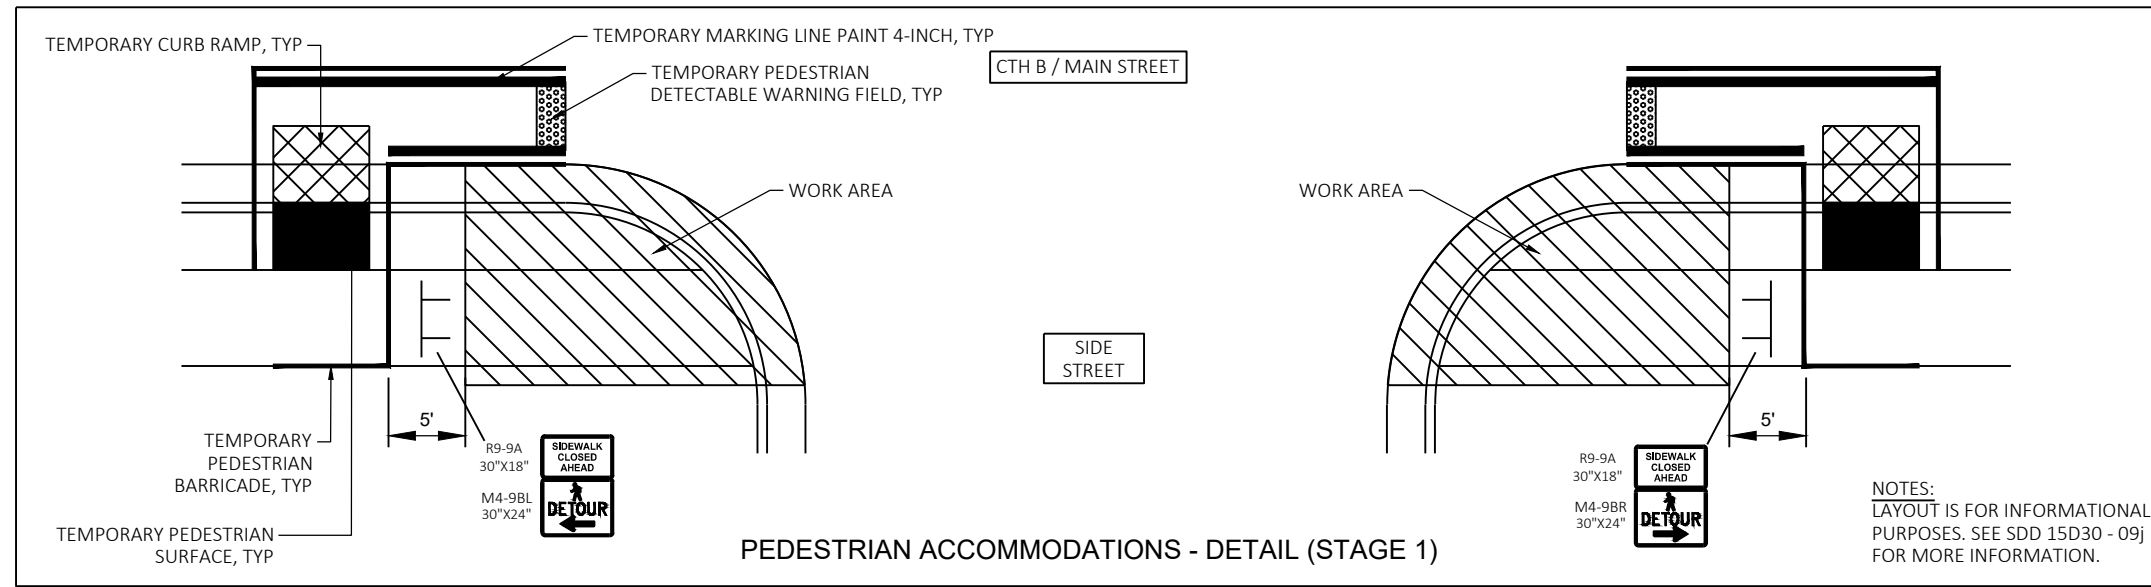 TEMPORARY CURB RAMP, TYP
TEMPORARY MARKING LINE PAINT 4-INCH, TYP
TEMPORARY PEDESTRIAN
DETECTABLE WARNING FIELD, TYP
CTH B / MAIN STREET
WORK AREA
WORK AREA
SIDE
STREET
5'
5'
TEMPORARY
PEDESTRIAN
BARRICADE, TYP
TEMPORARY PEDESTRIAN
SURFACE, TYP
R9-9A
30"X18"
SIDEWALK
CLOSED
AHEAD
M4-9BL
30"X24"
DETOUR
R9-9A
30"X18"
SIDEWALK
CLOSED
AHEAD
M4-9BR
30"X24"
DETOUR
NOTES:
LAYOUT IS FOR INFORMATIONAL
PURPOSES. SEE SDD 15D30 - 09j
FOR MORE INFORMATION.
PEDESTRIAN ACCOMMODATIONS - DETAIL (STAGE 1)